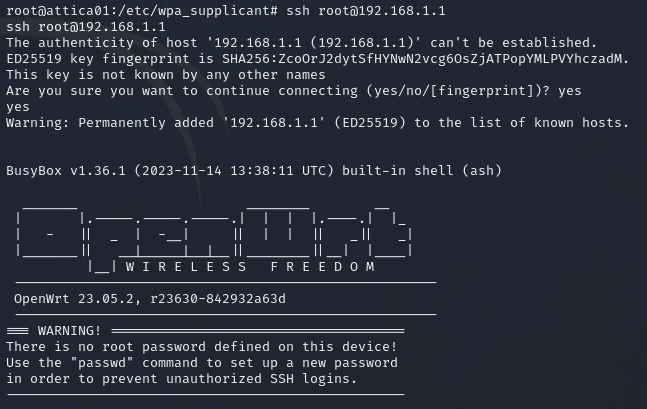 root@attica01:/etc/wpa_supplicant# ssh root@192.168.1.1
ssh root@192.168.1.1
The authenticity of host '192.168.1.1 (192.168.1.1)' can't be established.
ED25519 key fingerprint is SHA256:ZcoOrJ2dytSfHYNwN2vcg6OsZjATPopYMLPVYhczadM.
This key is not known by any other names
Are you sure you want to continue connecting (yes/no/[fingerprint])? yes
yes
Warning: Permanently added '192.168.1.1' (ED25519) to the list of known hosts.
BusyBox v1.36.1 (2023-11-14 13:38:11 UTC) built-in shell (ash)
OpenWrt
W I R E L E S S   F R E E D O M
OpenWrt 23.05.2, r23630-842932a63d
=== WARNING! =====================================
There is no root password defined on this device!
Use the "passwd" command to set up a new password
in order to prevent unauthorized SSH logins.